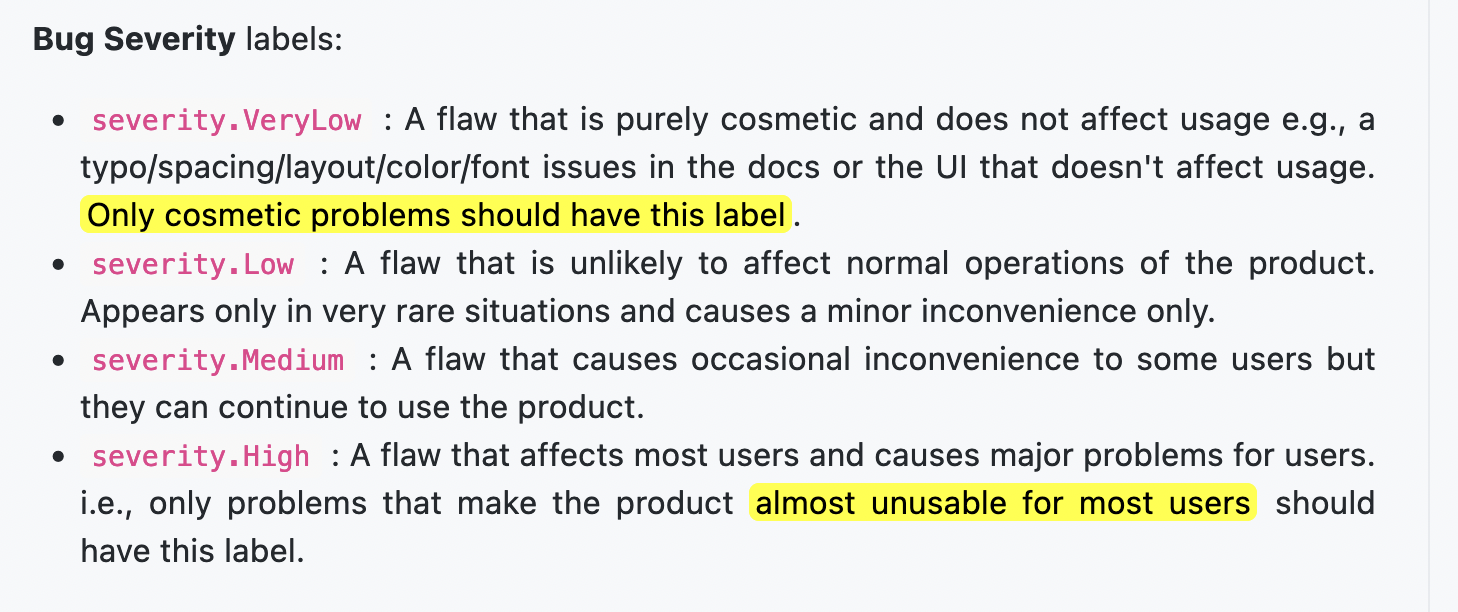 Bug Severity labels:
• severity.VeryLow : A flaw that is purely cosmetic and does not affect usage e.g., a
typo/spacing/layout/color/font issues in the docs or the UI that doesn't affect usage.
Only cosmetic problems should have this label.
• severity.Low : A flaw that is unlikely to affect normal operations of the product.
Appears only in very rare situations and causes a minor inconvenience only.
• severity.Medium : A flaw that causes occasional inconvenience to some users but
they can continue to use the product.
• severity.High : A flaw that affects most users and causes major problems for users.
i.e., only problems that make the product almost unusable for most users should
have this label.